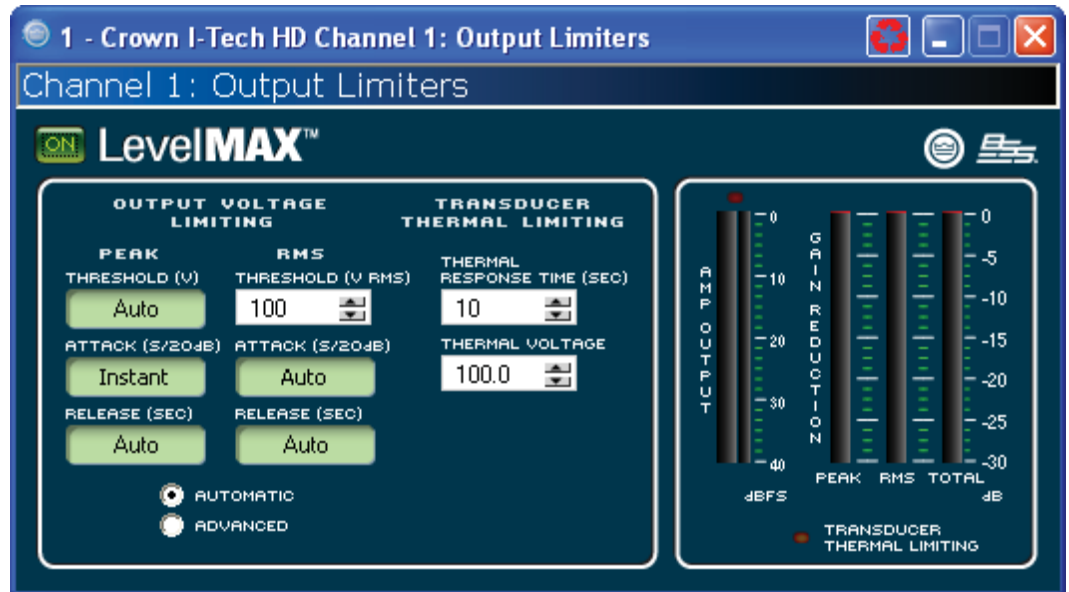 1 - Crown I-Tech HD Channel 1: Output Limiters
Channel 1: Output Limiters
ON LevelMAX™
BSS
OUTPUT VOLTAGE
LIMITING
PEAK
THRESHOLD (V)
Auto
ATTACK (S/20dB)
Instant
RELEASE (SEC)
Auto
RMS
THRESHOLD (V RMS)
100
ATTACK (S/20dB)
Auto
RELEASE (SEC)
Auto
AUTOMATIC
ADVANCED
TRANSDUCER
THERMAL LIMITING
THERMAL
RESPONSE TIME (SEC)
10
THERMAL VOLTAGE
100.0
AMP OUTPUT
0
10
20
30
40
dBFS
GAIN REDUCTION
0
-5
-10
-15
-20
-25
-30
PEAK RMS TOTAL
dB
TRANSDUCER
THERMAL LIMITING